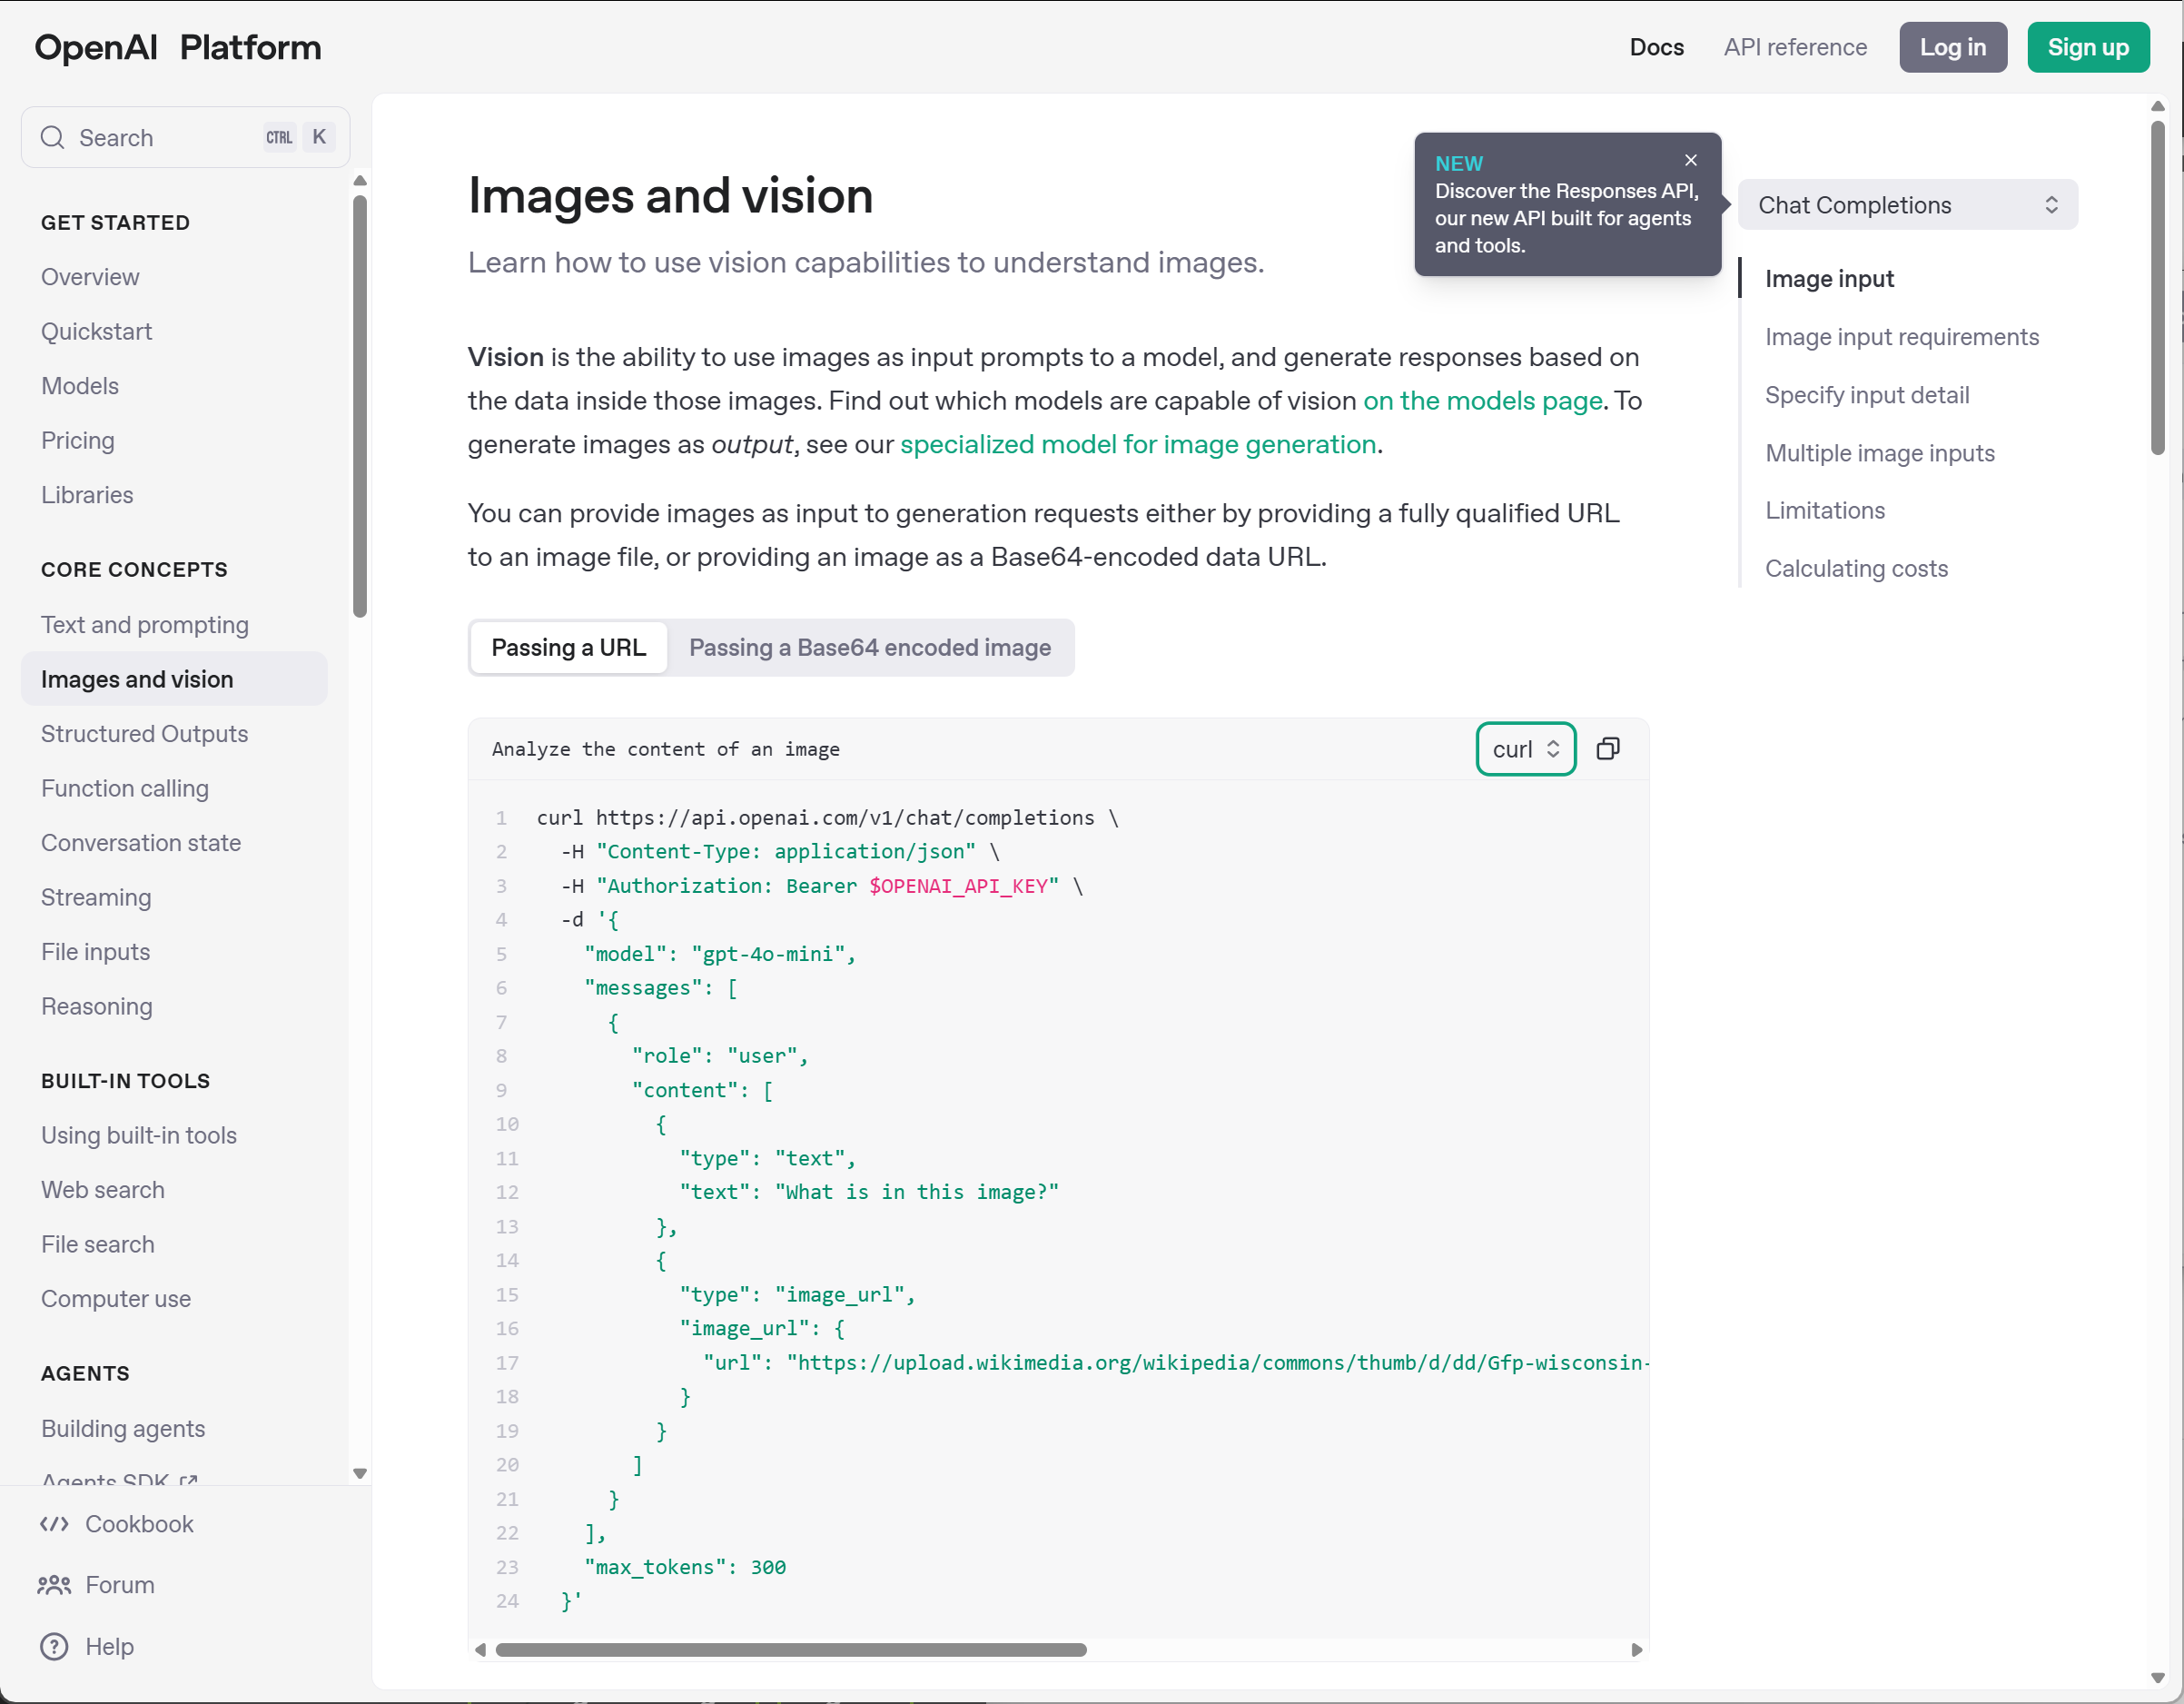 OpenAI Platform
Docs
API reference
Log in
Sign up
Search
CTRL K
GET STARTED
Overview
Quickstart
Models
Pricing
Libraries
CORE CONCEPTS
Text and prompting
Images and vision
Structured Outputs
Function calling
Conversation state
Streaming
File inputs
Reasoning
BUILT-IN TOOLS
Using built-in tools
Web search
File search
Computer use
AGENTS
Building agents
Agents SDK
Cookbook
Forum
Help
Images and vision
Learn how to use vision capabilities to understand images.
Vision is the ability to use images as input prompts to a model, and generate responses based on
the data inside those images. Find out which models are capable of vision on the models page. To
generate images as output, see our specialized model for image generation.
You can provide images as input to generation requests either by providing a fully qualified URL
to an image file, or providing an image as a Base64-encoded data URL.
Passing a URL
Passing a Base64 encoded image
Analyze the content of an image
curl
1 curl https://api.openai.com/v1/chat/completions \
2 -H "Content-Type: application/json" \
3 -H "Authorization: Bearer $OPENAI_API_KEY" \
4 -d '{
5 "model": "gpt-4o-mini",
6 "messages": [
7 {
8 "role": "user",
9 "content": [
10 {
11 "type": "text",
12 "text": "What is in this image?"
13 },
14 {
15 "type": "image_url",
16 "image_url": {
17 "url": "https://upload.wikimedia.org/wikipedia/commons/thumb/d/dd/Gfp-wisconsin-
18 }
19 }
20 ]
21 }
22 ],
23 "max_tokens": 300
24 }'
NEW
Discover the Responses API,
our new API built for agents
and tools.
Chat Completions
Image input
Image input requirements
Specify input detail
Multiple image inputs
Limitations
Calculating costs